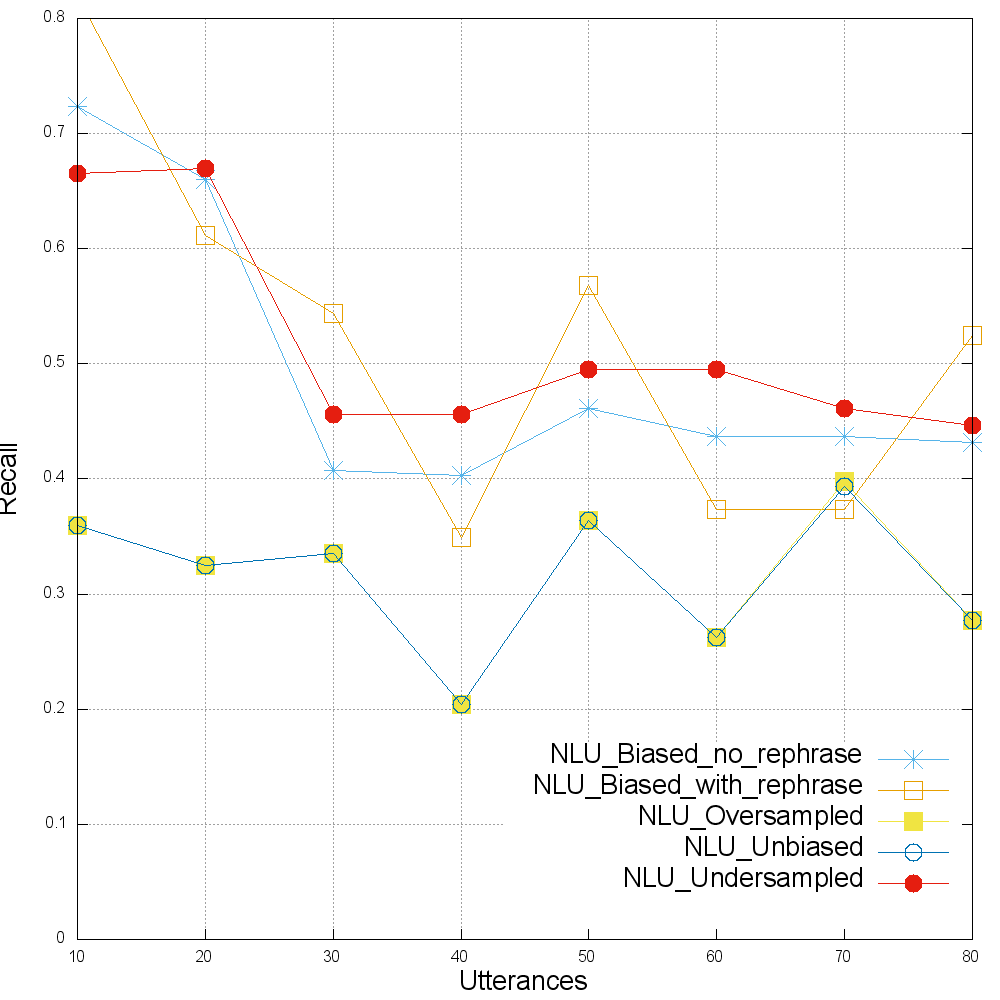 0.8
0.7
0.6
0.5
0.4
0.3
0.2
0.1
0
Recall
NLU_Biased_no_rephrase
NLU_Biased_with_rephrase
NLU_Oversampled
NLU_Unbiased
NLU_Undersampled
10 20 30 40 50 60 70 80
Utterances